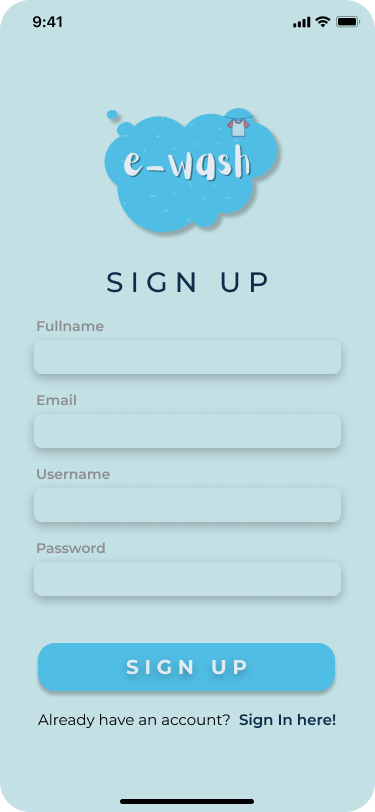 9:41
e-wash
SIGN UP
Fullname
Email
Username
Password
SIGN UP
Already have an account? Sign In here!